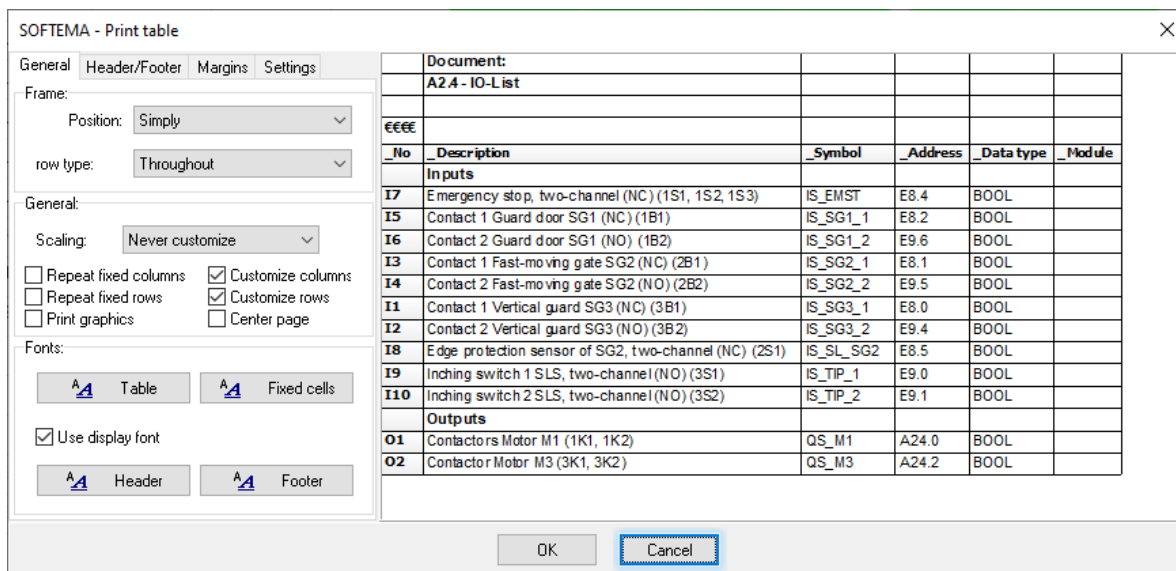 SOFTEMA - Print table
General Header/Footer Margins Settings
Frame:
Position: Simply
row type: Throughout
General:
Scaling: Never customize
Repeat fixed columns Customize columns
Repeat fixed rows Customize rows
Print graphics Center page
Fonts:
AA Table AA Fixed cells
Use display font
AA Header AA Footer
Document:
A2.4 - IO-List
€€€€
_No _Description _Symbol _Address _Data type _Module
Inputs
I7 Emergency stop, two-channel (NC) (1S1, 1S2, 1S3) IS_EMST E8.4 BOOL
I5 Contact 1 Guard door SG1 (NC) (1B1) IS_SG1_1 E8.2 BOOL
I6 Contact 2 Guard door SG1 (NO) (1B2) IS_SG1_2 E9.6 BOOL
I3 Contact 1 Fast-moving gate SG2 (NC) (2B1) IS_SG2_1 E8.1 BOOL
I4 Contact 2 Fast-moving gate SG2 (NO) (2B2) IS_SG2_2 E9.5 BOOL
I1 Contact 1 Vertical guard SG3 (NC) (3B1) IS_SG3_1 E8.0 BOOL
I2 Contact 2 Vertical guard SG3 (NO) (3B2) IS_SG3_2 E9.4 BOOL
I8 Edge protection sensor of SG2, two-channel (NC) (2S1) IS_SL_SG2 E8.5 BOOL
I9 Inching switch 1 SLS, two-channel (NO) (3S1) IS_TIP_1 E9.0 BOOL
I10 Inching switch 2 SLS, two-channel (NO) (3S2) IS_TIP_2 E9.1 BOOL
Outputs
O1 Contactors Motor M1 (1K1, 1K2) QS_M1 A24.0 BOOL
O2 Contactor Motor M3 (3K1, 3K2) QS_M3 A24.2 BOOL
OK Cancel